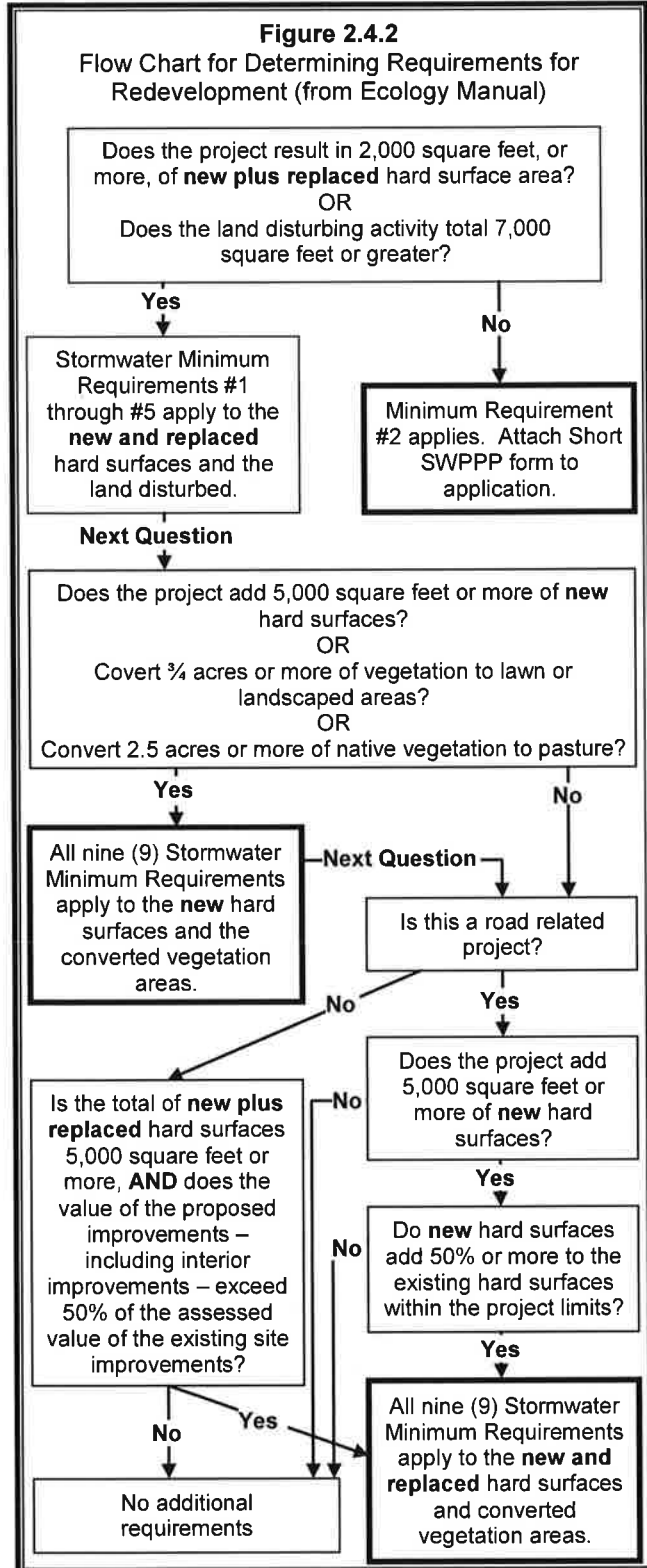 Figure 2.4.2
Flow Chart for Determining Requirements for
Redevelopment (from Ecology Manual)
Does the project result in 2,000 square feet, or
more, of new plus replaced hard surface area?
OR
Does the land disturbing activity total 7,000
square feet or greater?
Yes
No
Stormwater Minimum
Requirements #1
through #5 apply to the
new and replaced
hard surfaces and the
land disturbed.
Minimum Requirement
#2 applies. Attach Short
SWPPP form to
application.
Next Question
Does the project add 5,000 square feet or more of new
hard surfaces?
OR
Covert ¾ acres or more of vegetation to lawn or
landscaped areas?
OR
Convert 2.5 acres or more of native vegetation to pasture?
Yes
No
All nine (9) Stormwater
Minimum Requirements
apply to the new hard
surfaces and the
converted vegetation
areas.
Next Question
Is this a road related
project?
No
Yes
Is the total of new plus
replaced hard surfaces
5,000 square feet or
more, AND does the
value of the proposed
improvements –
including interior
improvements – exceed
50% of the assessed
value of the existing site
improvements?
Does the project add
5,000 square feet or
more of new hard
surfaces?
No
Yes
Do new hard surfaces
add 50% or more to the
existing hard surfaces
within the project limits?
No
Yes
No
Yes
No additional
requirements
All nine (9) Stormwater
Minimum Requirements
apply to the new and
replaced hard surfaces
and converted
vegetation areas.